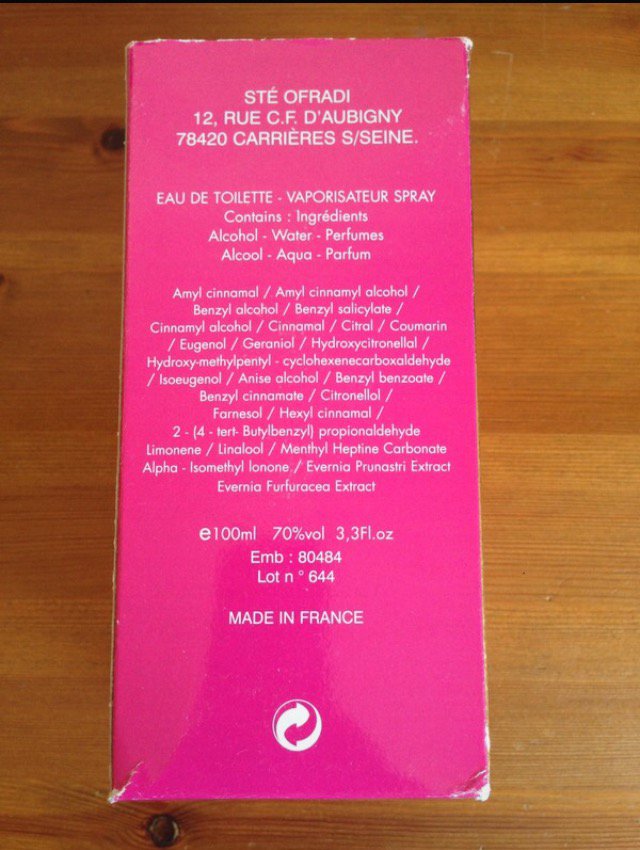 STÉ OFRADI
12, RUE C.F. D'AUBIGNY
78420 CARRIÈRES S/SEINE.
EAU DE TOILETTE - VAPORISATEUR SPRAY
Contains : Ingrédients
Alcohol - Water - Perfumes
Alcool - Aqua - Parfum
Amyl cinnamal / Amyl cinnamyl alcohol /
Benzyl alcohol / Benzyl salicylate /
Cinnamyl alcohol / Cinnamal / Citral / Coumarin
/ Eugenol / Geraniol / Hydroxycitronellal /
Hydroxy-methylpentyl - cyclohexenecarboxaldehyde
/ Isoeugenol / Anise alcohol / Benzyl benzoate /
Benzyl cinnamate / Citronellol /
Farnesol / Hexyl cinnamal /
2 - (4 - tert- Butylbenzyl) propionaldehyde
Limonene / Linalool / Menthyl Heptine Carbonate
Alpha - Isomethyl Ionone / Evernia Prunastri Extract
Evernia Furfuracea Extract
e100ml 70%vol 3,3Fl.oz
Emb : 80484
Lot n° 644
MADE IN FRANCE